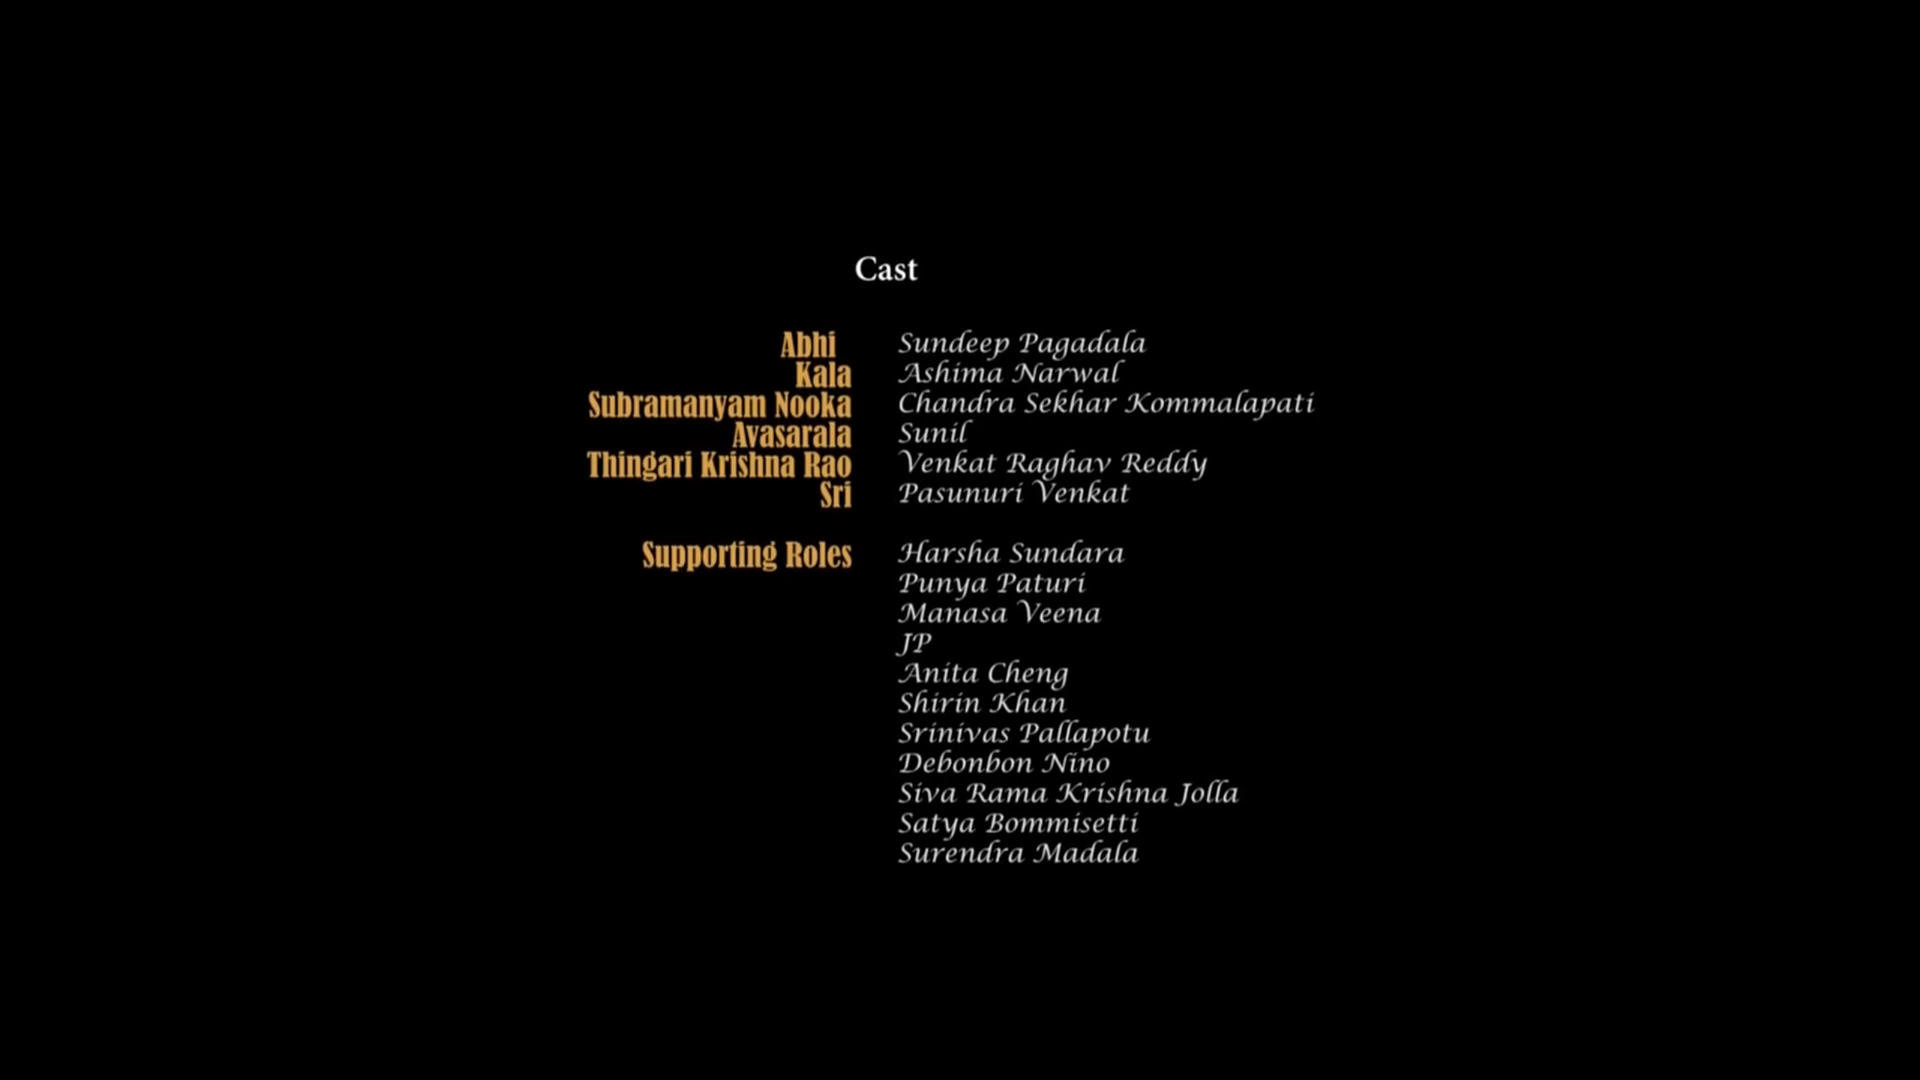 Cast
Abhi Sundeep Pagadala
Kala Ashima Narwal
Subramanyam Nooka Chandra Sekhar Kommalapati
Avasarala Sunil
Thingari Krishna Rao Venkat Raghav Reddy
Sri Pasunuri Venkat
Supporting Roles Harsha Sundara
Punya Paturi
Manasa Veena
JP
Anita Cheng
Shirin Khan
Srinivas Pallapotu
Debonbon Nino
Siva Rama Krishna Jolla
Satya Bommisetti
Surendra Madala